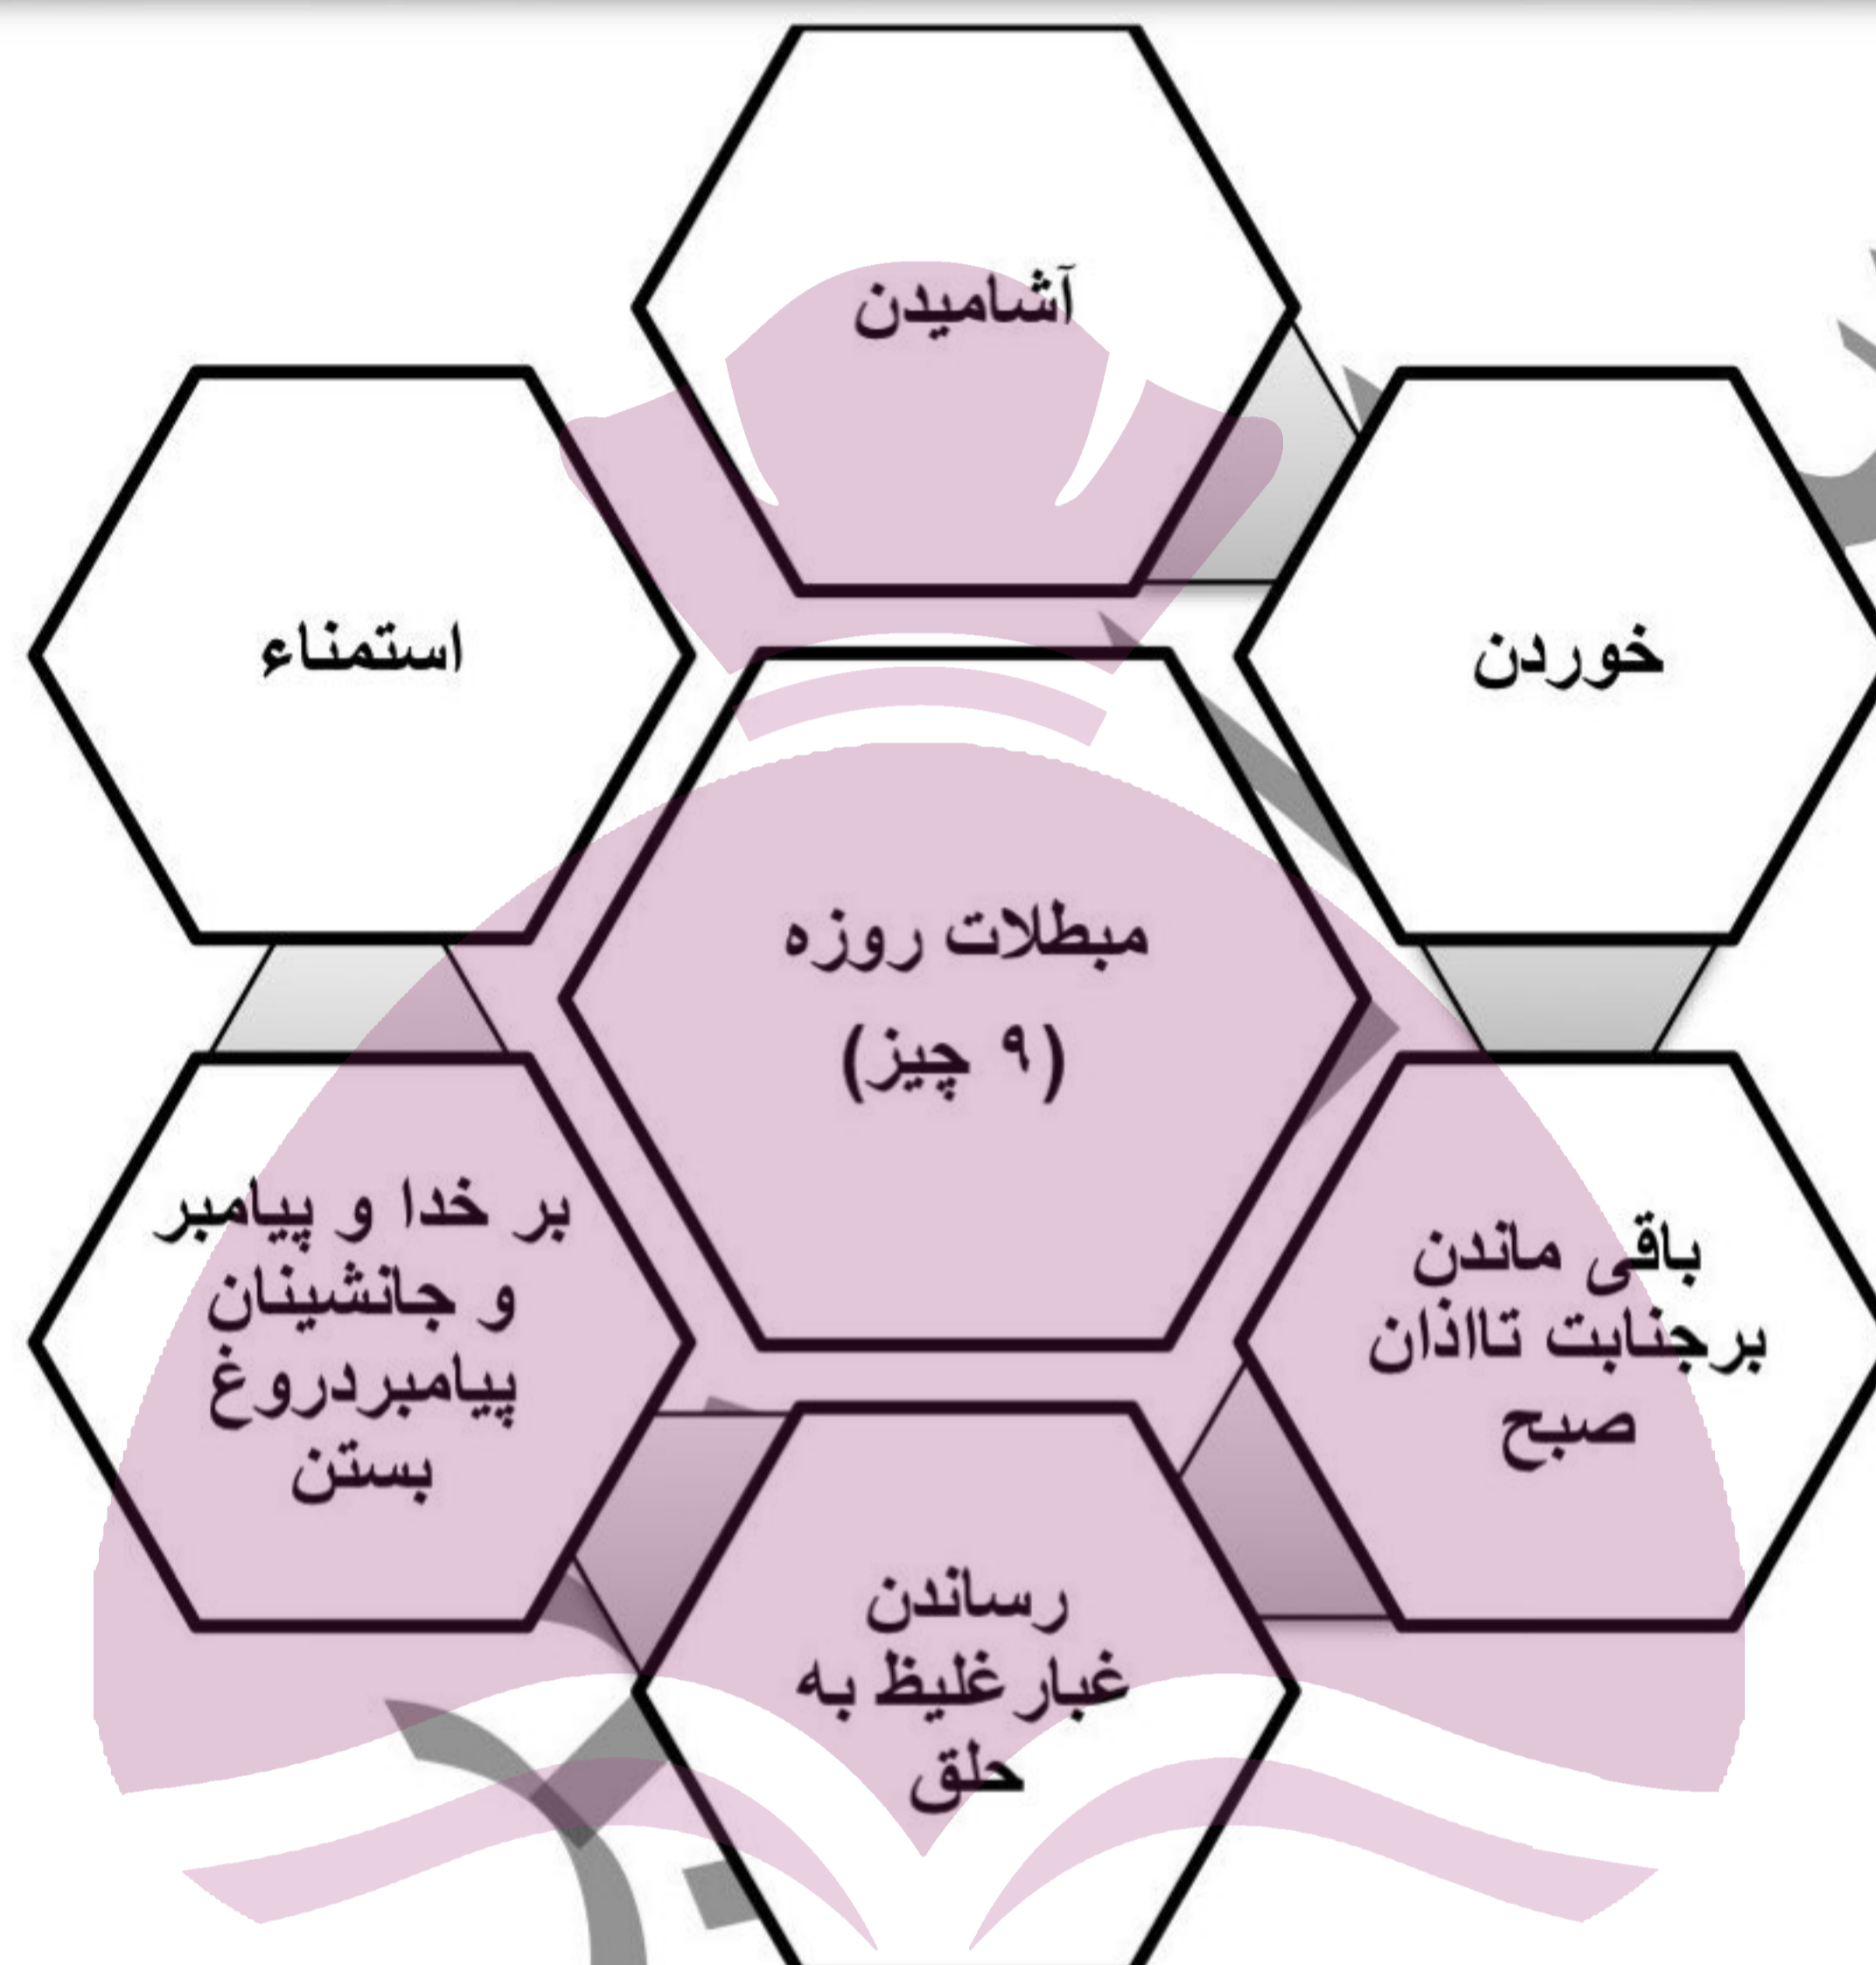 آشامیدن
خوردن
استمناء
مبطلات روزه
(۹ چیز)
باقی ماندن
برجنابت تااذان
صبح
بر خدا و پیامبر
و جانشینان
پیامبردروغ
بستن
رساندن
غبارغلیظ به
حلق